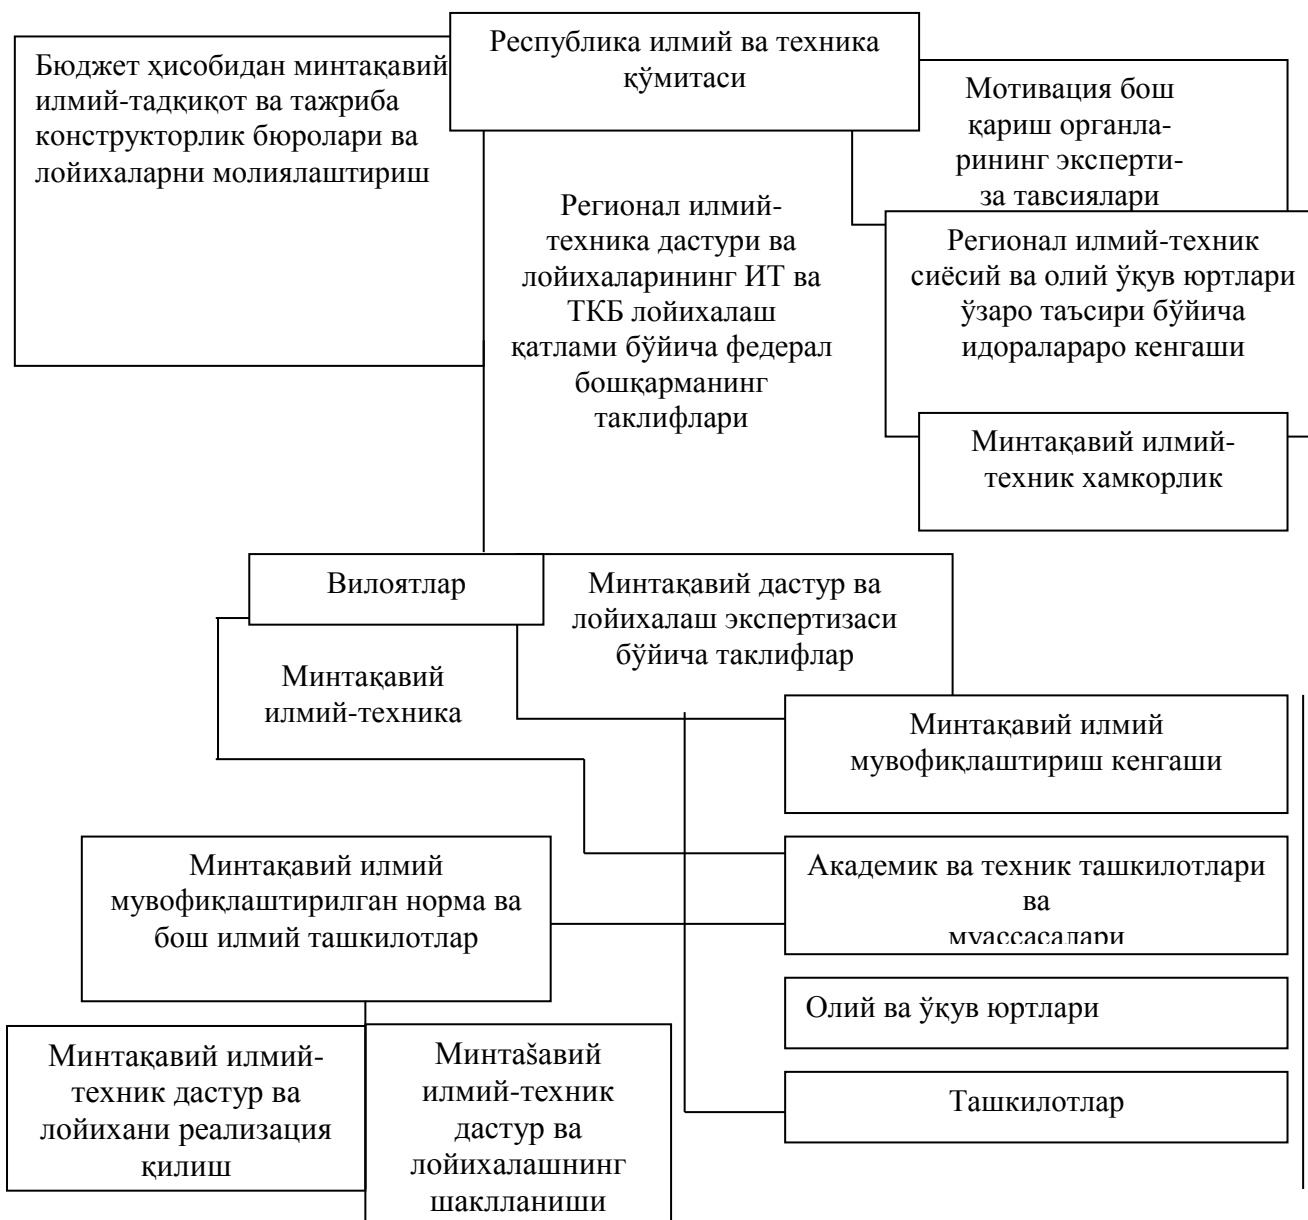 Республика илмий ва техника
қўмитаси
Бюджет ҳисобидан минтақавий
илмий-тадқиқот ва тажриба
конструкторлик бюролари ва
лойихаларни молиялаштириш
Мотивация бош
қариш органла-
рининг эксперти-
за тавсиялари
Регионал илмий-
техника дастури ва
лойихаларининг ИТ ва
ТКБ лойихалаш
қатлами бўйича федерал
бошқарманинг
таклифлари
Регионал илмий-техник
сиёсий ва олий ўқув юртлари
ўзаро таъсири бўйича
идоралараро кенгаши
Минтақавий илмий-
техник хамкорлик
Вилоятлар
Минтақавий дастур ва
лойихалаш экспертизаси
бўйича таклифлар
Минтақавий
илмий-техника
Минтақавий илмий
мувофиқлаштириш кенгаши
Минтақавий илмий
мувофиқлаштирилган норма ва
бош илмий ташкилотлар
Академик ва техник ташкилотлари
ва
муассасалари
Олий ва ўқув юртлари
Ташкилотлар
Минтақавий илмий-
техник дастур ва
лойихани реализация
қилиш
Минтаšавий
илмий-техник
дастур ва
лойихалашнинг
шаклланиши